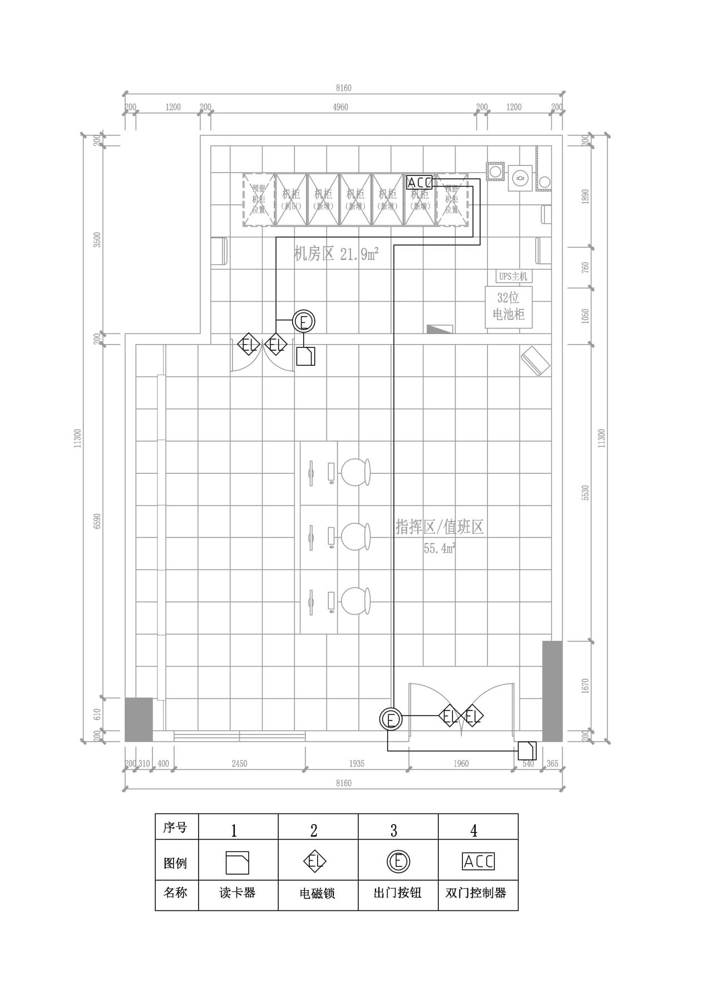 8160
200 1200 200 4960 200 1200 200
200
3500
200
11300
6590
610
200
200
1890
760
1050
11300
5530
1670
200
ACC
预留
机柜
位置
机柜
(利旧)
机柜
(新增)
机柜
(新增)
机柜
(新增)
机柜
(新增)
预留
机柜
位置
机房区 21.9m²
UPS主机
32位
电池柜
E
EL EL
指挥区/值班区
55.4m²
E EL EL
200 310 400 2450 1935 1960 540 365
8160
序号 1 2 3 4
图例 EL E ACC
名称 读卡器 电磁锁 出门按钮 双门控制器